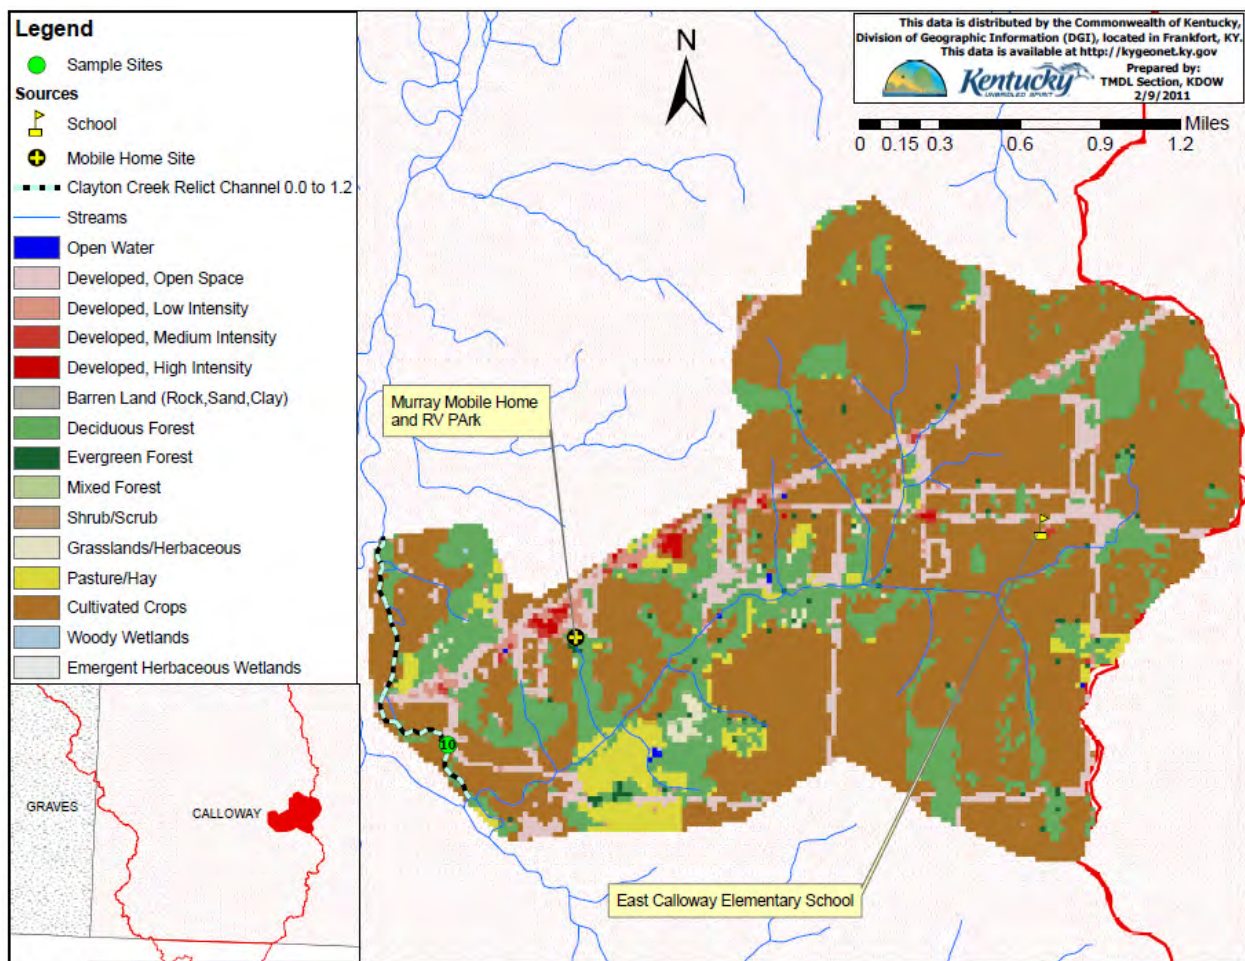 Legend
Sample Sites
Sources
School
Mobile Home Site
Clayton Creek Relict Channel 0.0 to 1.2
Streams
Open Water
Developed, Open Space
Developed, Low Intensity
Developed, Medium Intensity
Developed, High Intensity
Barren Land (Rock,Sand,Clay)
Deciduous Forest
Evergreen Forest
Mixed Forest
Shrub/Scrub
Grasslands/Herbaceous
Pasture/Hay
Cultivated Crops
Woody Wetlands
Emergent Herbaceous Wetlands
N
This data is distributed by the Commonwealth of Kentucky,
Division of Geographic Information (DGI), located in Frankfort, KY.
This data is available at http://kygeonet.ky.gov
Kentucky
UNBRIDLED SPIRIT
Prepared by:
TMDL Section, KDOW
2/9/2011
Miles
0 0.15 0.3 0.6 0.9 1.2
Murray Mobile Home
and RV PArk
10
East Calloway Elementary School
GRAVES
CALLOWAY